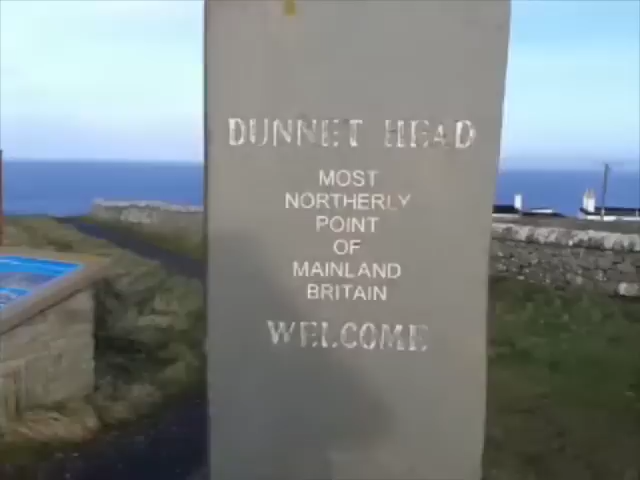 DUNNET HEAD
MOST
NORTHERLY
POINT
OF
MAINLAND
BRITAIN
WELCOME